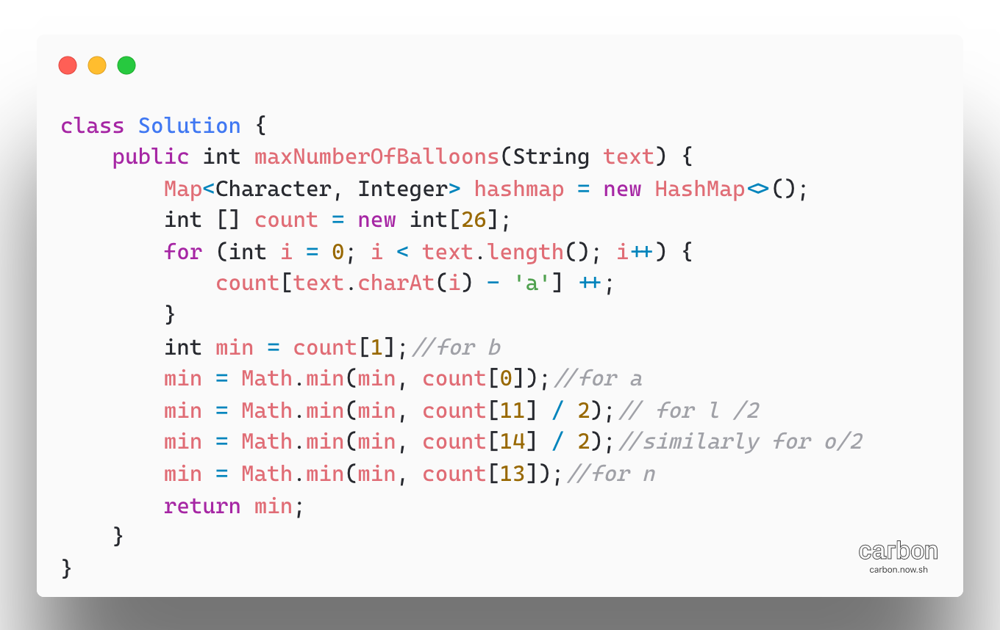 class Solution {
    public int maxNumberOfBalloons(String text) {
        Map<Character, Integer> hashmap = new HashMap<>();
        int [] count = new int[26];
        for (int i = 0; i < text.length(); i++) {
            count[text.charAt(i) - 'a'] ++;
        }
        int min = count[1];//for b
        min = Math.min(min, count[0]);//for a
        min = Math.min(min, count[11] / 2);// for l /2
        min = Math.min(min, count[14] / 2);//similarly for o/2
        min = Math.min(min, count[13]);//for n
        return min;
    }
}
carbon
carbon.now.sh